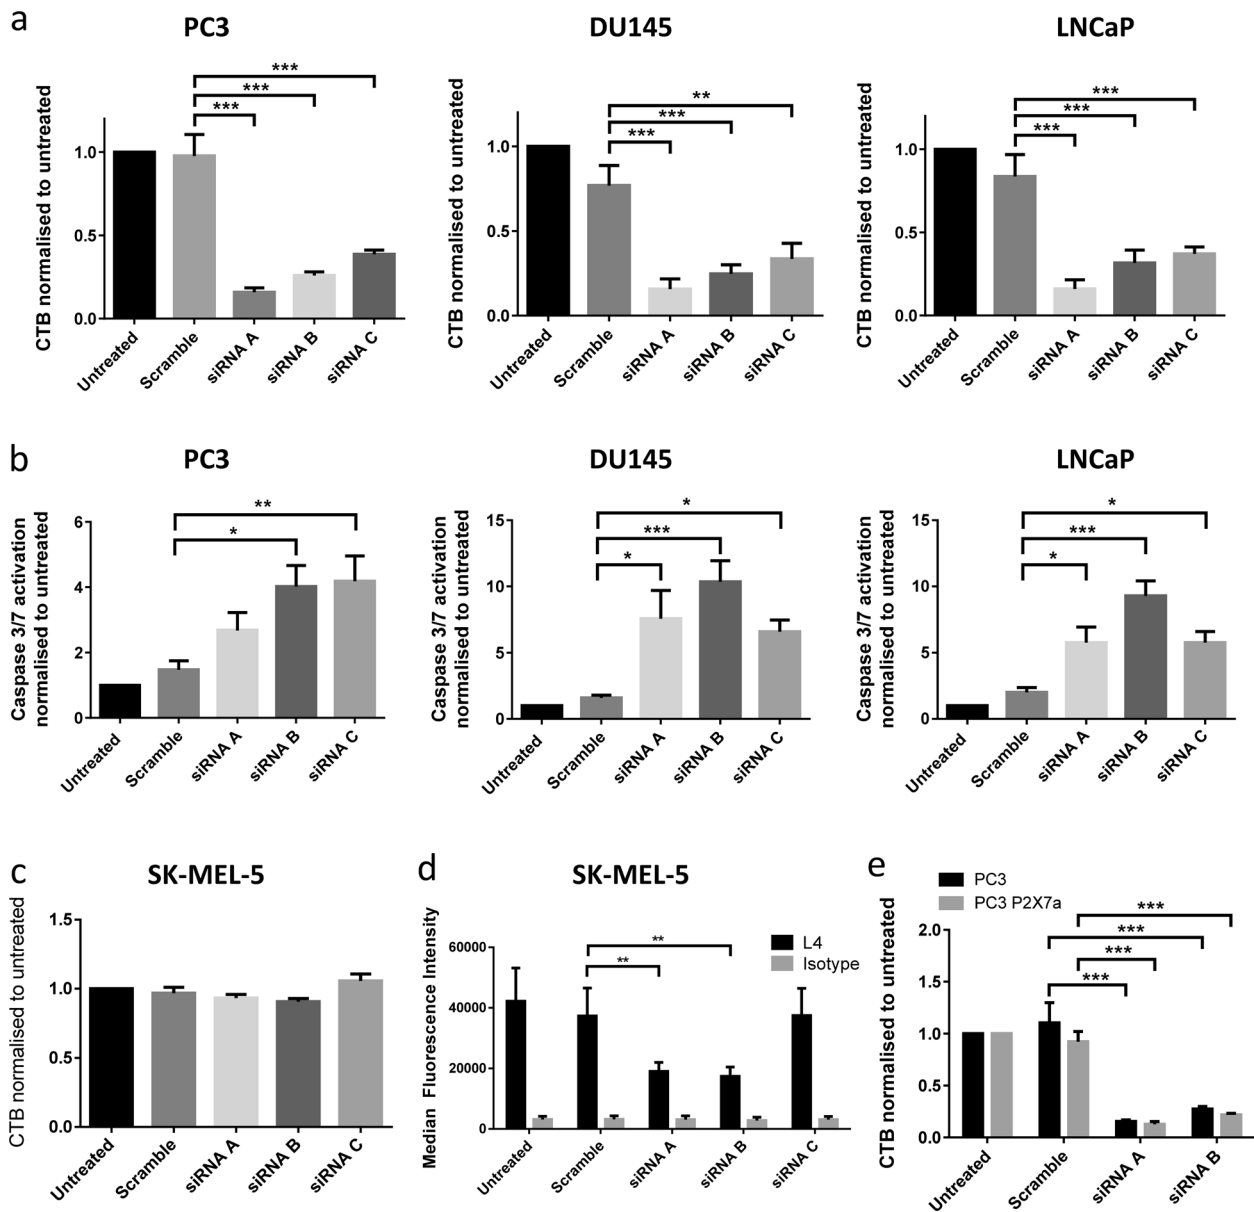 a
PC3
DU145
LNCaP
CTB normalised to untreated
1.0
0.5
0.0
***
***
***
Untreated
Scramble
siRNA A
siRNA B
siRNA C
CTB normalised to untreated
1.0
0.5
0.0
**
***
***
Untreated
Scramble
siRNA A
siRNA B
siRNA C
CTB normalised to untreated
1.0
0.5
0.0
***
***
***
Untreated
Scramble
siRNA A
siRNA B
siRNA C
b
PC3
DU145
LNCaP
Caspase 3/7 activation
normalised to untreated
6
4
2
0
**
*
Untreated
Scramble
siRNA A
siRNA B
siRNA C
Caspase 3/7 activation
normalised to untreated
15
10
5
0
*
***
*
Untreated
Scramble
siRNA A
siRNA B
siRNA C
Caspase 3/7 activation
normalised to untreated
15
10
5
0
*
***
*
Untreated
Scramble
siRNA A
siRNA B
siRNA C
c
SK-MEL-5
CTB normalised to untreated
1.5
1.0
0.5
0.0
Untreated
Scramble
siRNA A
siRNA B
siRNA C
d
SK-MEL-5
Median Fluorescence Intensity
60000
40000
20000
0
**
**
L4
Isotype
Untreated
Scramble
siRNA A
siRNA B
siRNA C
e
PC3
PC3 P2X7a
CTB normalised to untreated
2.0
1.5
1.0
0.5
0.0
***
***
***
***
Untreated
Scramble
siRNA A
siRNA B